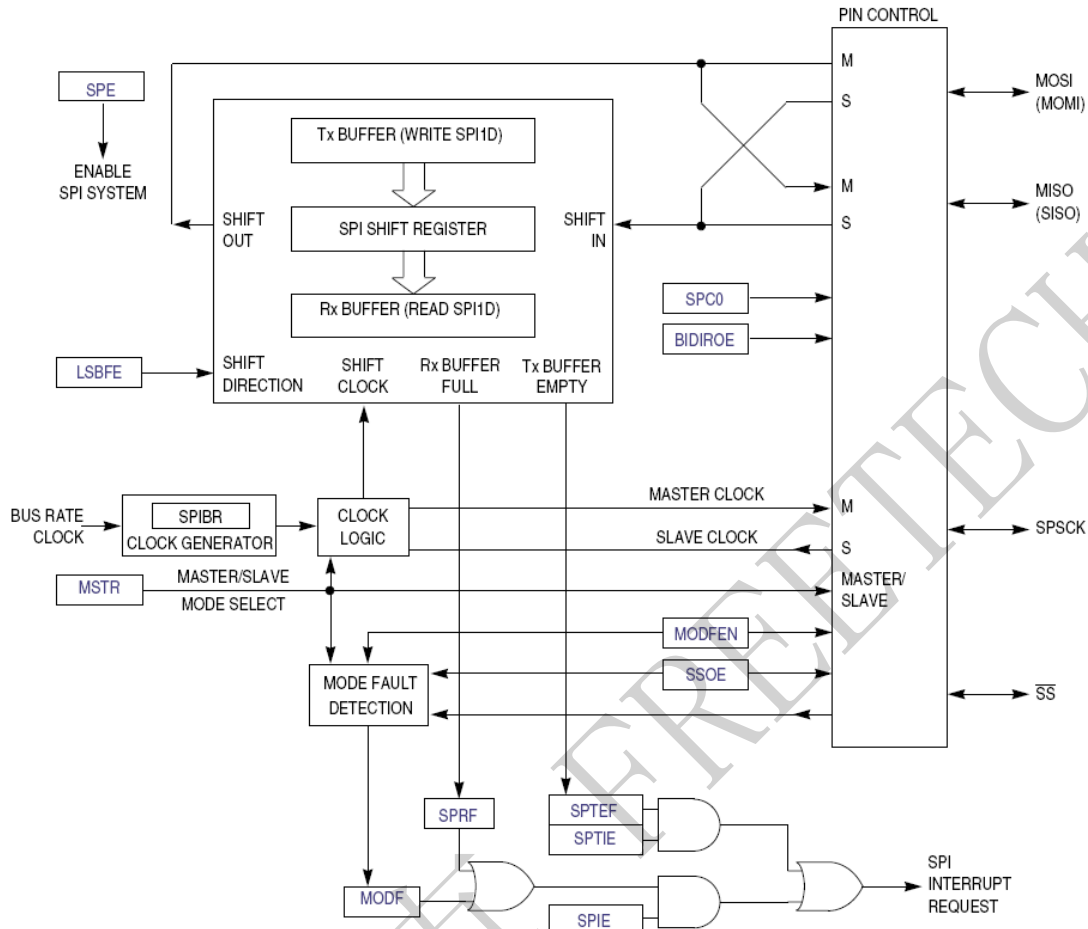 PIN CONTROL
M
MOSI
(MOMI)
SPE
S
Tx BUFFER (WRITE SPI1D)
ENABLE
SPI SYSTEM
M
MISO
(SISO)
SHIFT
OUT
SPI SHIFT REGISTER
SHIFT
IN
S
SPC0
Rx BUFFER (READ SPI1D)
BIDIROE
LSBFE
SHIFT
DIRECTION
SHIFT
CLOCK
Rx BUFFER
FULL
Tx BUFFER
EMPTY
MASTER CLOCK
M
BUS RATE
CLOCK
SPIBR
CLOCK GENERATOR
CLOCK
LOGIC
SPSCK
SLAVE CLOCK
S
MSTR
MASTER/SLAVE
MODE SELECT
MASTER/
SLAVE
MODFEN
MODE FAULT
DETECTION
SSOE
SS
SPRF
SPTEF
SPTIE
SPI
INTERRUPT
REQUEST
MODF
SPIE
FREETECH